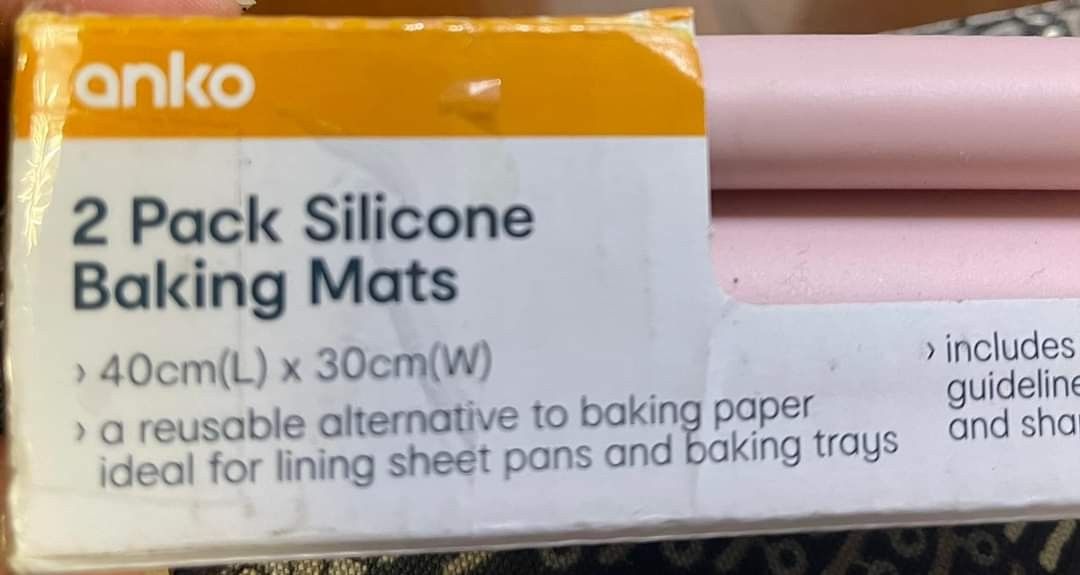 anko
2 Pack Silicone
Baking Mats
› 40cm(L) x 30cm(W)
› a reusable alternative to baking paper
ideal for lining sheet pans and baking trays
› includes
and